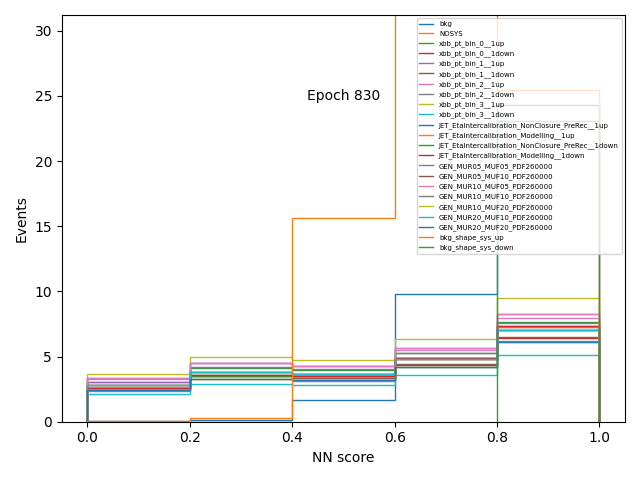 30
25
20
15
10
5
0
Events
Epoch 830
bkg
NOSYS
xbb_pt_bin_0__1up
xbb_pt_bin_0__1down
xbb_pt_bin_1__1up
xbb_pt_bin_1__1down
xbb_pt_bin_2__1up
xbb_pt_bin_2__1down
xbb_pt_bin_3__1up
xbb_pt_bin_3__1down
JET_EtaIntercalibration_NonClosure_PreRec__1up
JET_EtaIntercalibration_Modelling__1up
JET_EtaIntercalibration_NonClosure_PreRec__1down
JET_EtaIntercalibration_Modelling__1down
GEN_MUR05_MUF05_PDF260000
GEN_MUR05_MUF10_PDF260000
GEN_MUR10_MUF05_PDF260000
GEN_MUR10_MUF10_PDF260000
GEN_MUR10_MUF20_PDF260000
GEN_MUR20_MUF10_PDF260000
GEN_MUR20_MUF20_PDF260000
bkg_shape_sys_up
bkg_shape_sys_down
0.0 0.2 0.4 0.6 0.8 1.0
NN score